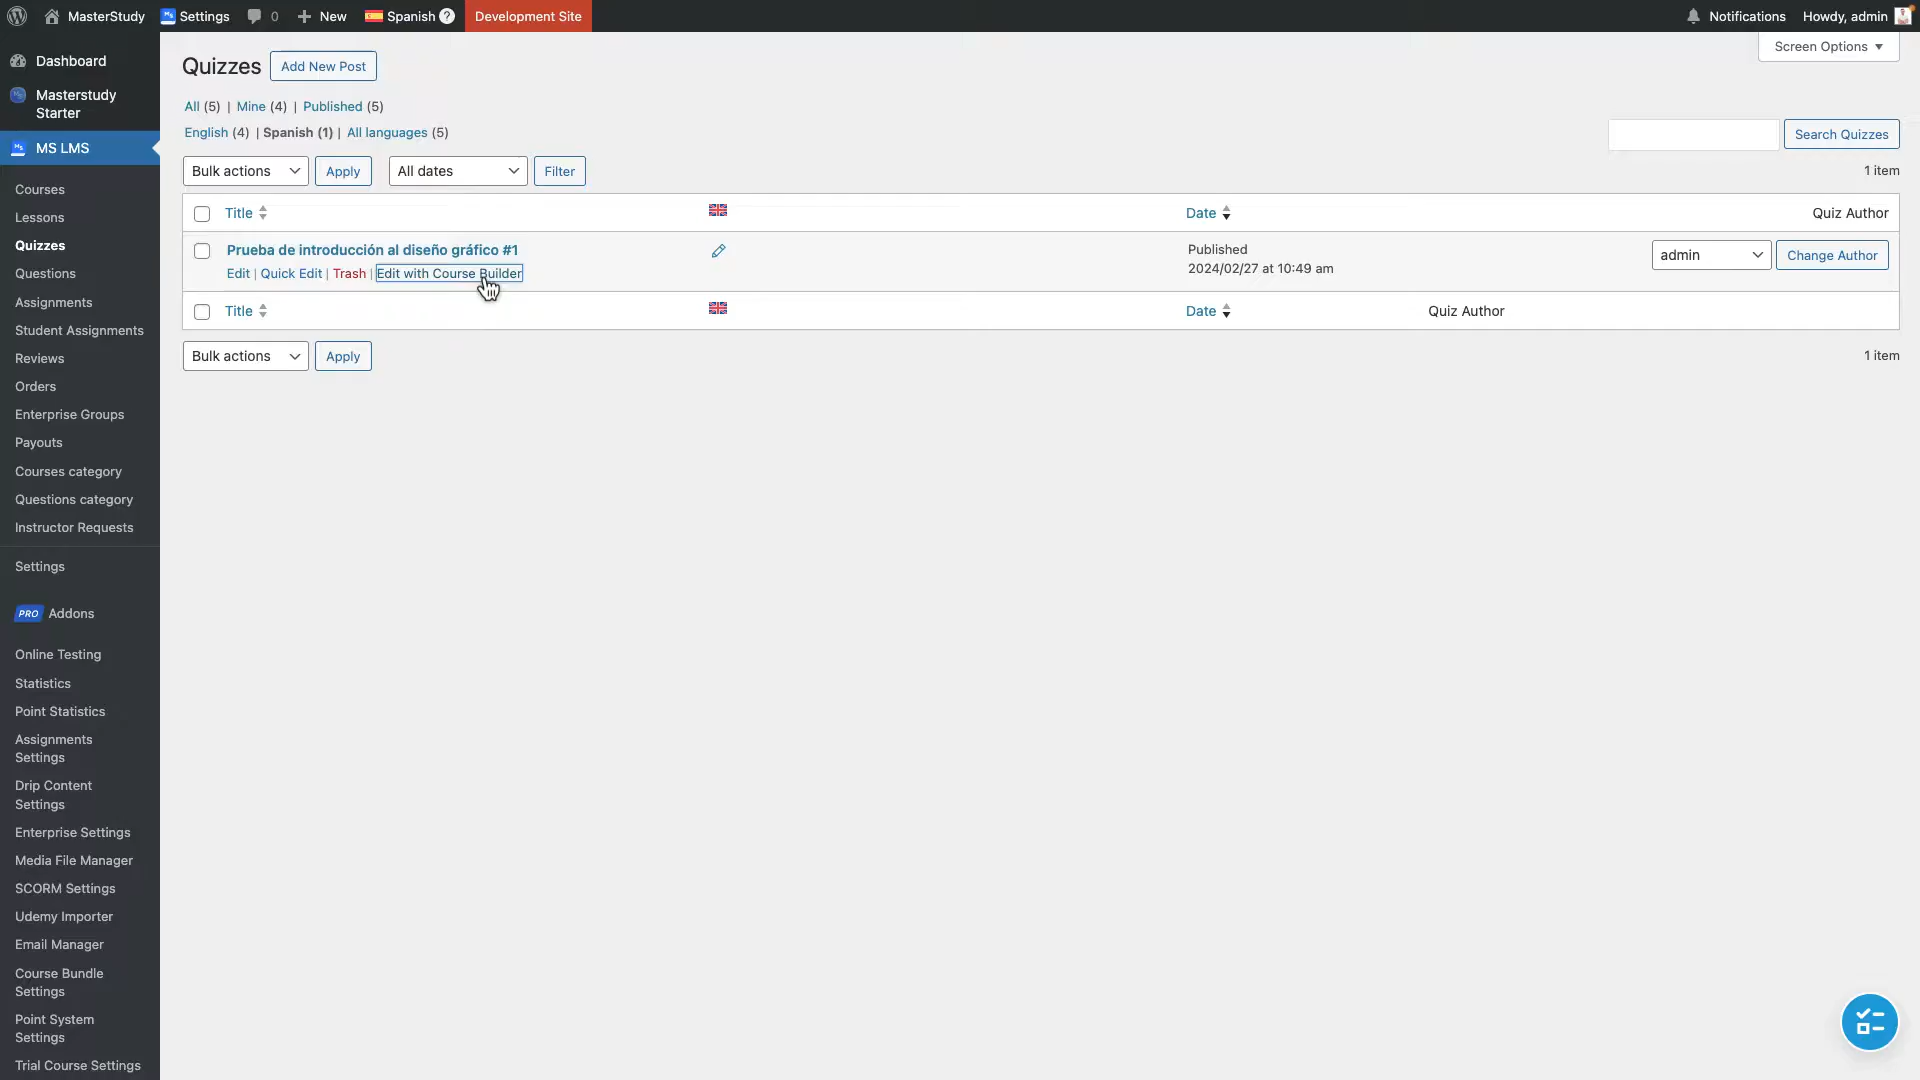 MasterStudy Settings 0 New Spanish ? Development Site Notifications Howdy, admin
Screen Options
Dashboard
Masterstudy
Starter
MS LMS
Courses
Lessons
Quizzes
Questions
Assignments
Student Assignments
Reviews
Orders
Enterprise Groups
Payouts
Courses category
Questions category
Instructor Requests
Settings
PRO Addons
Online Testing
Statistics
Point Statistics
Assignments
Settings
Drip Content
Settings
Enterprise Settings
Media File Manager
SCORM Settings
Udemy Importer
Email Manager
Course Bundle
Settings
Point System
Settings
Trial Course Settings
Quizzes Add New Post
All (5) | Mine (4) | Published (5)
English (4) | Spanish (1) | All languages (5)
Search Quizzes
Bulk actions Apply All dates Filter 1 item
Title Date Quiz Author
Prueba de introducción al diseño gráfico #1 Published admin Change Author
Edit | Quick Edit | Trash | Edit with Course Builder 2024/02/27 at 10:49 am
Title Date Quiz Author
Bulk actions Apply 1 item